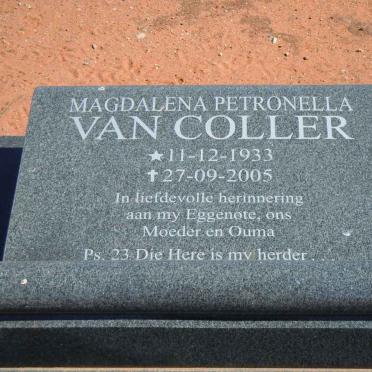 MAGDALENA PETRONELLA
VAN COLLER
★11-12-1933
✝27-09-2005
In liefdevolle herinnering
aan my Eggenote, ons
Moeder en Ouma
Ps. 23 Die Here is my herder . . . .